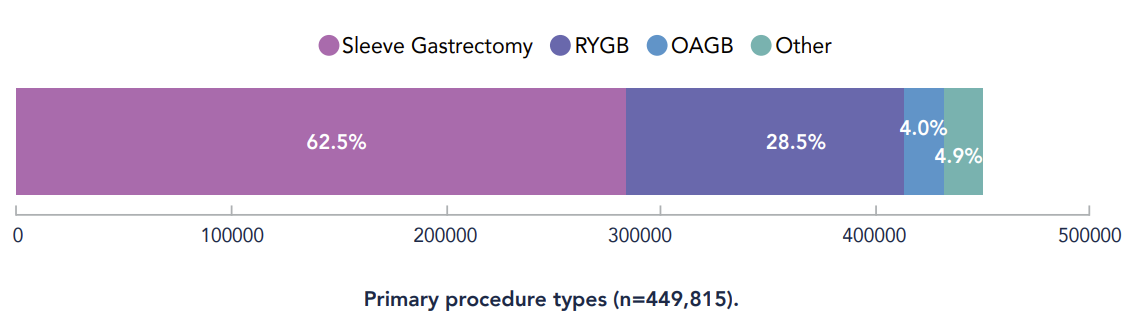 Sleeve Gastrectomy RYGB OAGB Other
62.5% 28.5% 4.0% 4.9%
0 100000 200000 300000 400000 500000
Primary procedure types (n=449,815).